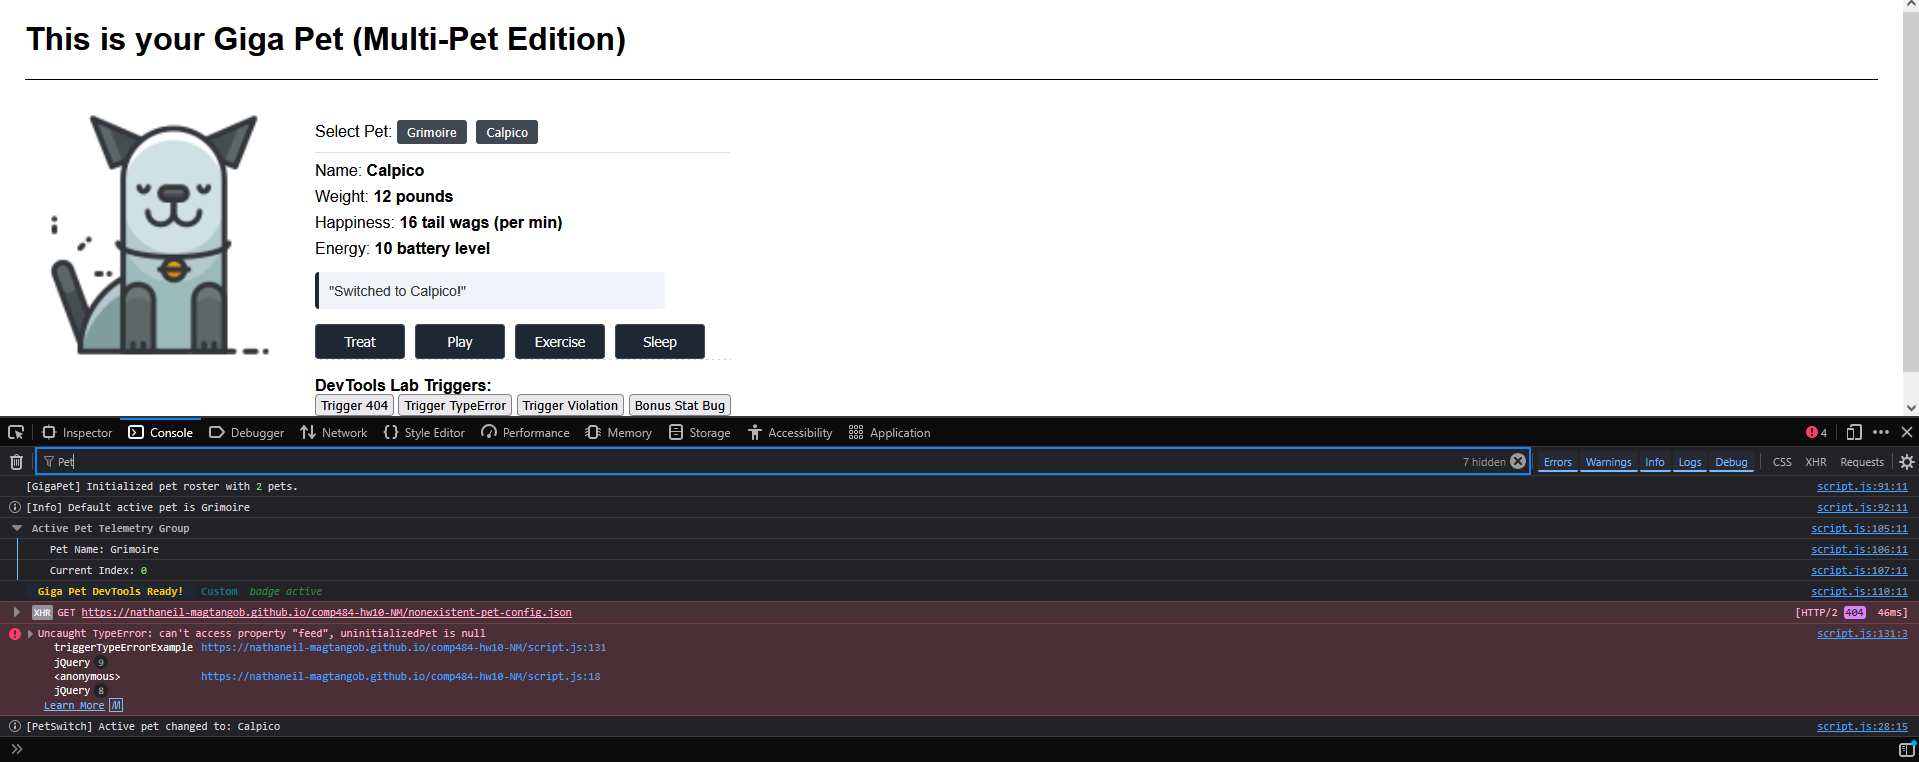 This is your Giga Pet (Multi-Pet Edition)
Select Pet: Grimoire Calpico
Name: Calpico
Weight: 12 pounds
Happiness: 16 tail wags (per min)
Energy: 10 battery level
"Switched to Calpico!"
Treat Play Exercise Sleep
DevTools Lab Triggers:
Trigger 404 Trigger TypeError Trigger Violation Bonus Stat Bug
Inspector Console Debugger Network Style Editor Performance Memory Storage Accessibility Application 4
Pet 7 hidden Errors Warnings Info Logs Debug CSS XHR Requests
[GigaPet] Initialized pet roster with 2 pets. script.js:91:11
[Info] Default active pet is Grimoire script.js:92:11
Active Pet Telemetry Group script.js:105:11
Pet Name: Grimoire script.js:106:11
Current Index: 0 script.js:107:11
Giga Pet DevTools Ready! Custom badge active script.js:110:11
XHR GET https://nathaneil-magtangob.github.io/comp484-hw10-NM/nonexistent-pet-config.json [HTTP/2 404 46ms]
Uncaught TypeError: can't access property "feed", uninitializedPet is null script.js:131:3
triggerTypeErrorExample https://nathaneil-magtangob.github.io/comp484-hw10-NM/script.js:131
jQuery 9
<anonymous> https://nathaneil-magtangob.github.io/comp484-hw10-NM/script.js:18
jQuery 8
Learn More
[PetSwitch] Active pet changed to: Calpico script.js:28:15